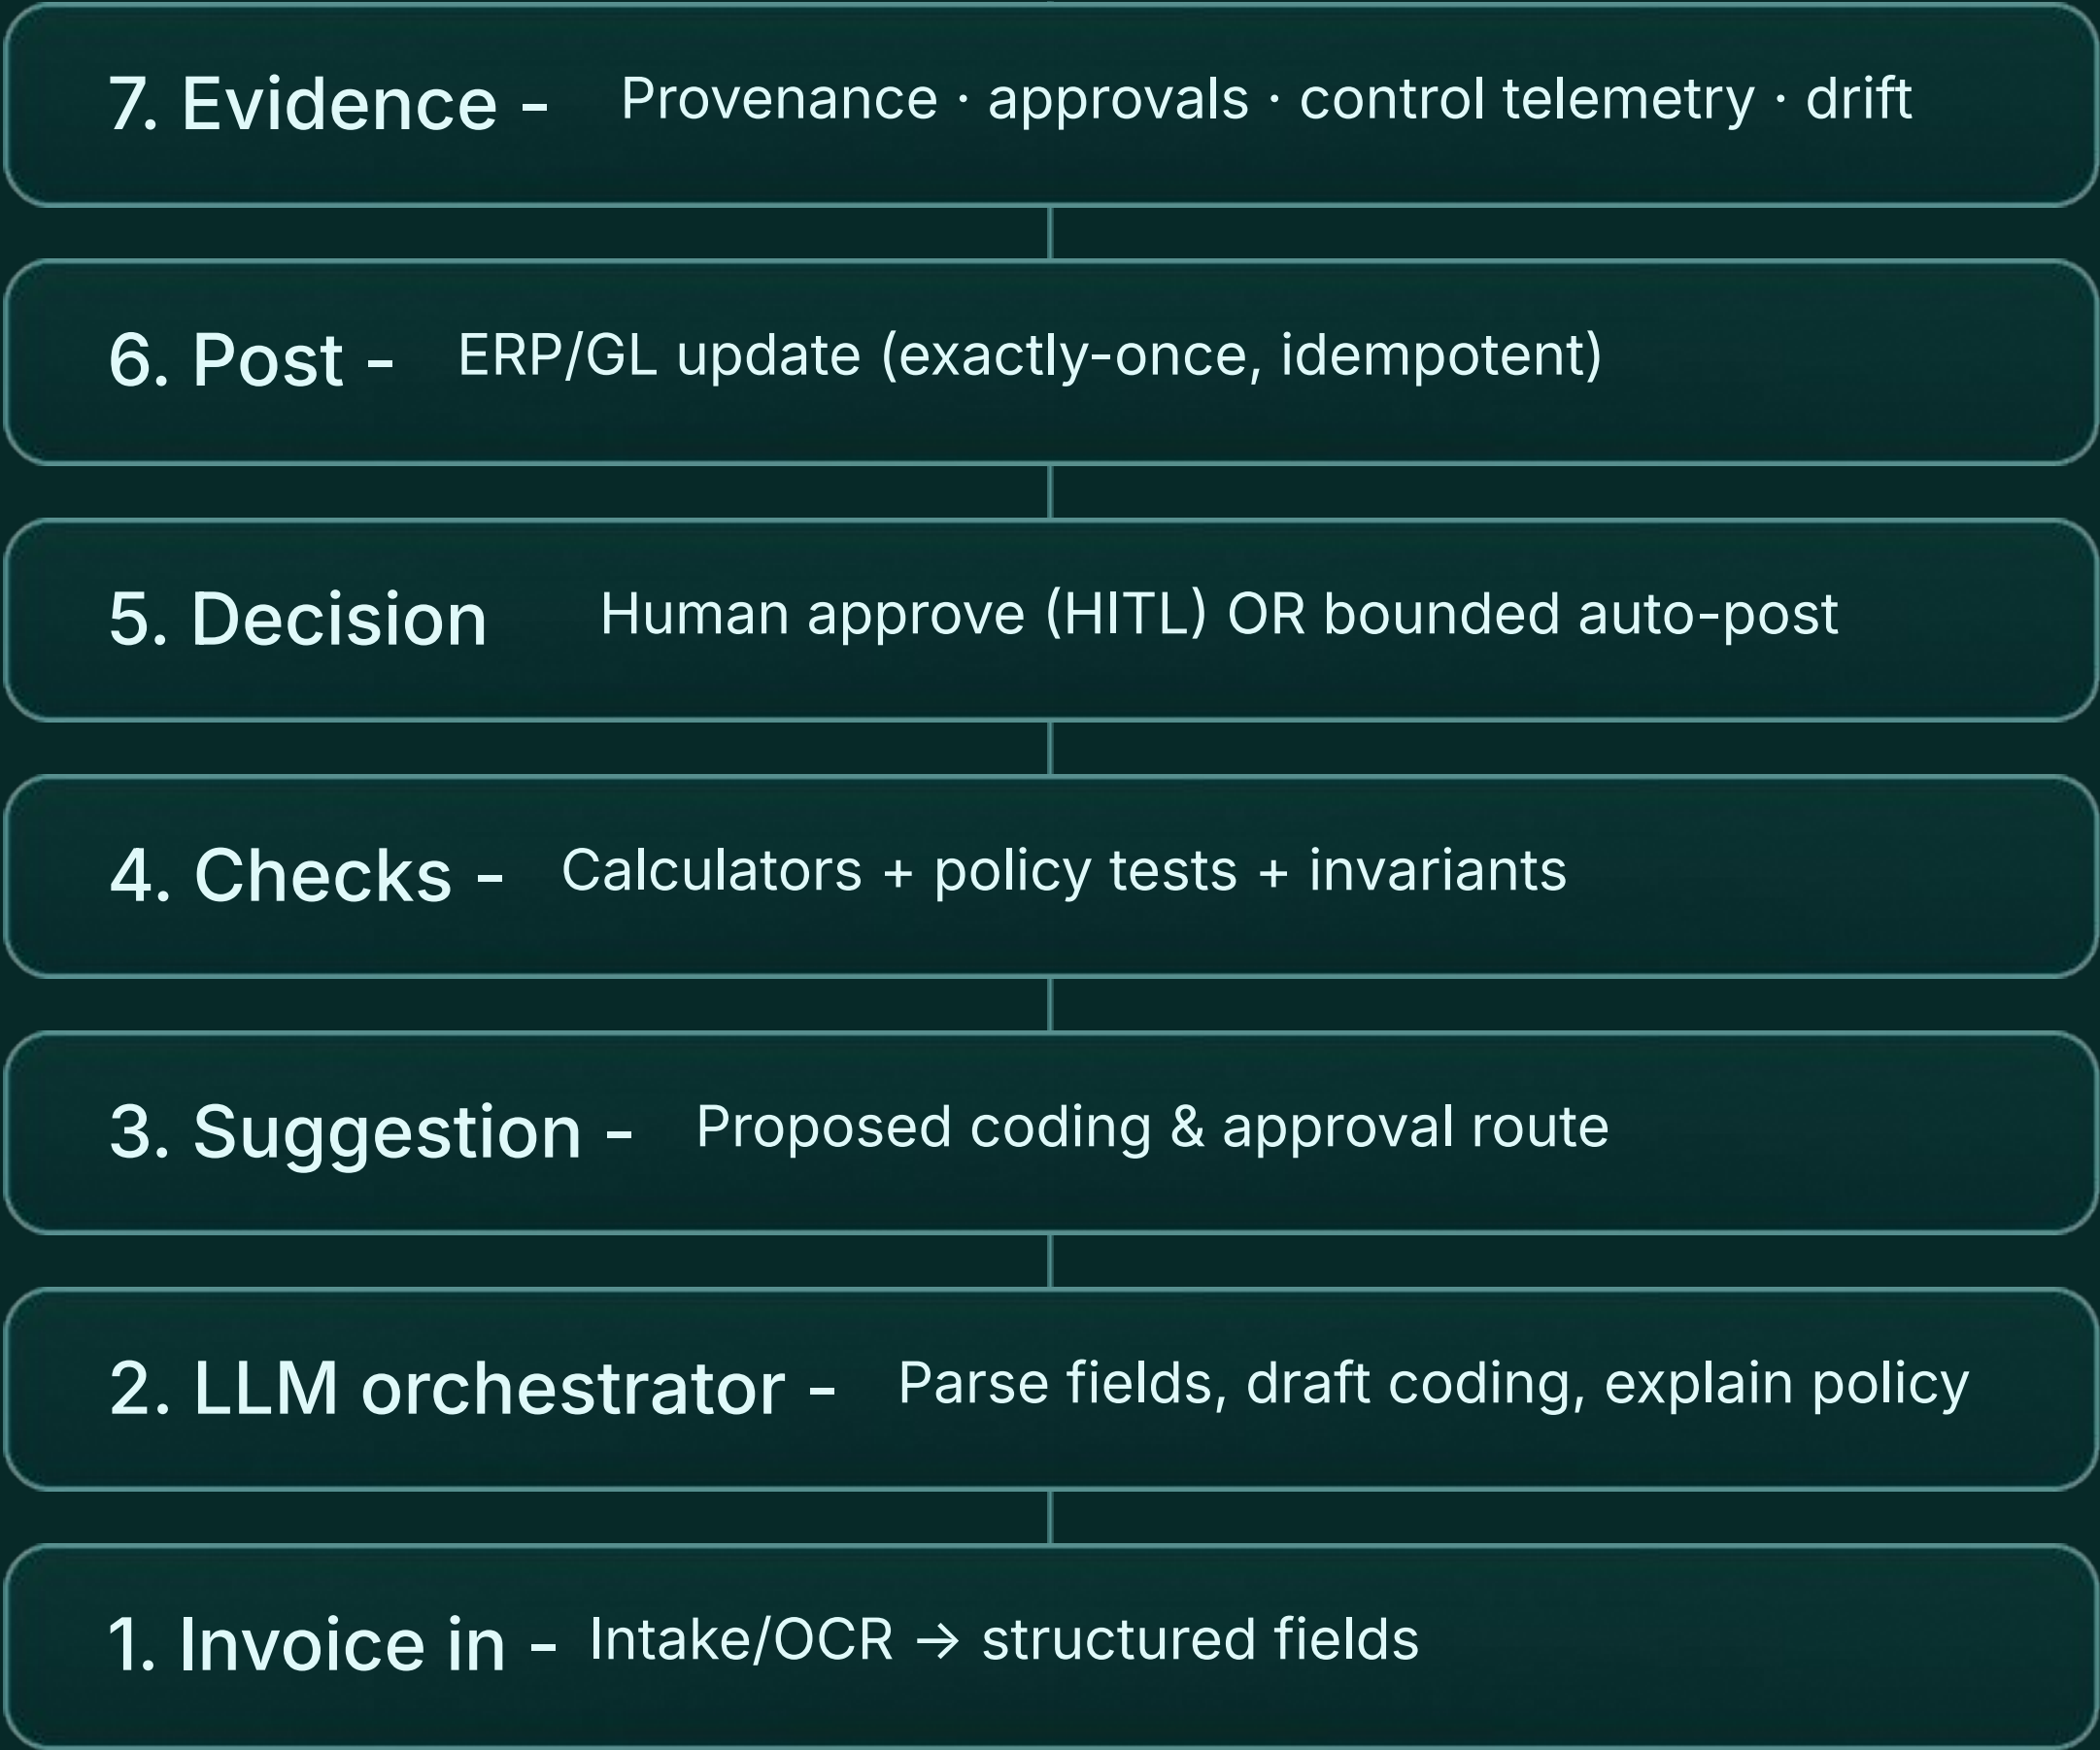 7. Evidence - Provenance · approvals · control telemetry · drift
6. Post - ERP/GL update (exactly-once, idempotent)
5. Decision Human approve (HITL) OR bounded auto-post
4. Checks - Calculators + policy tests + invariants
3. Suggestion - Proposed coding & approval route
2. LLM orchestrator - Parse fields, draft coding, explain policy
1. Invoice in - Intake/OCR → structured fields